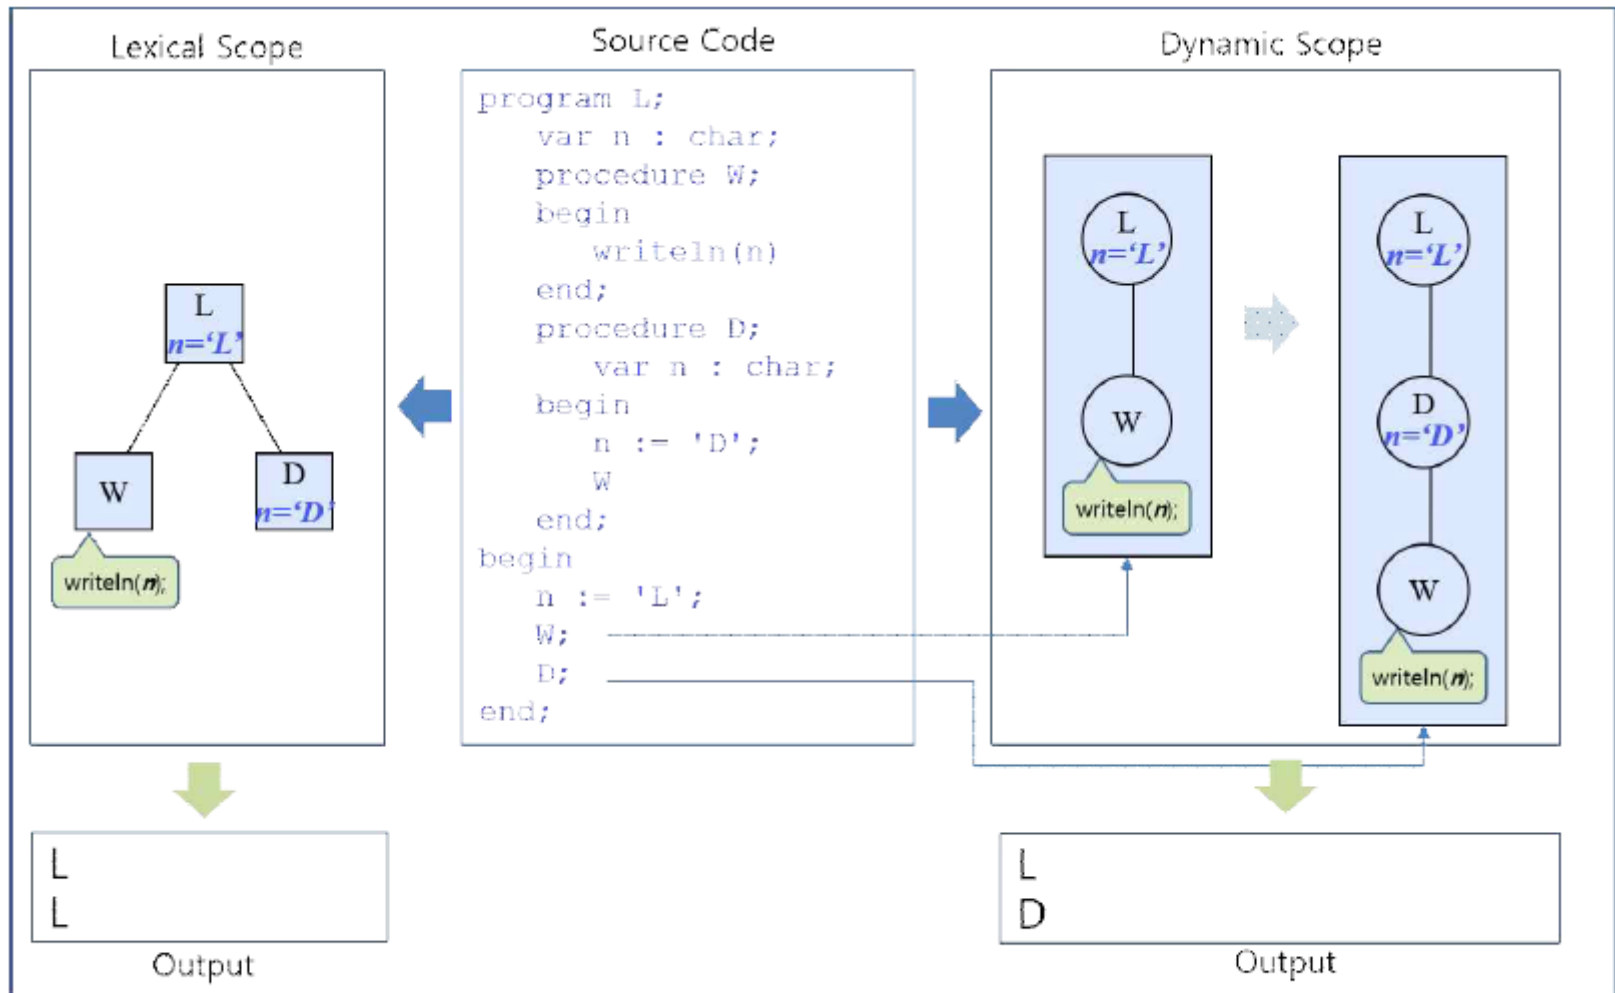 Lexical Scope
Source Code
Dynamic Scope
L
n=‘L’
W
D
n=‘D’
writeln(n);
program L;
var n : char;
procedure W;
begin
writeln(n)
end;
procedure D;
var n : char;
begin
n := 'D';
W
end;
begin
n := 'L';
W;
D;
end;
L
n=‘L’
W
writeln(n);
L
n=‘L’
D
n=‘D’
W
writeln(n);
L
L
Output
L
D
Output